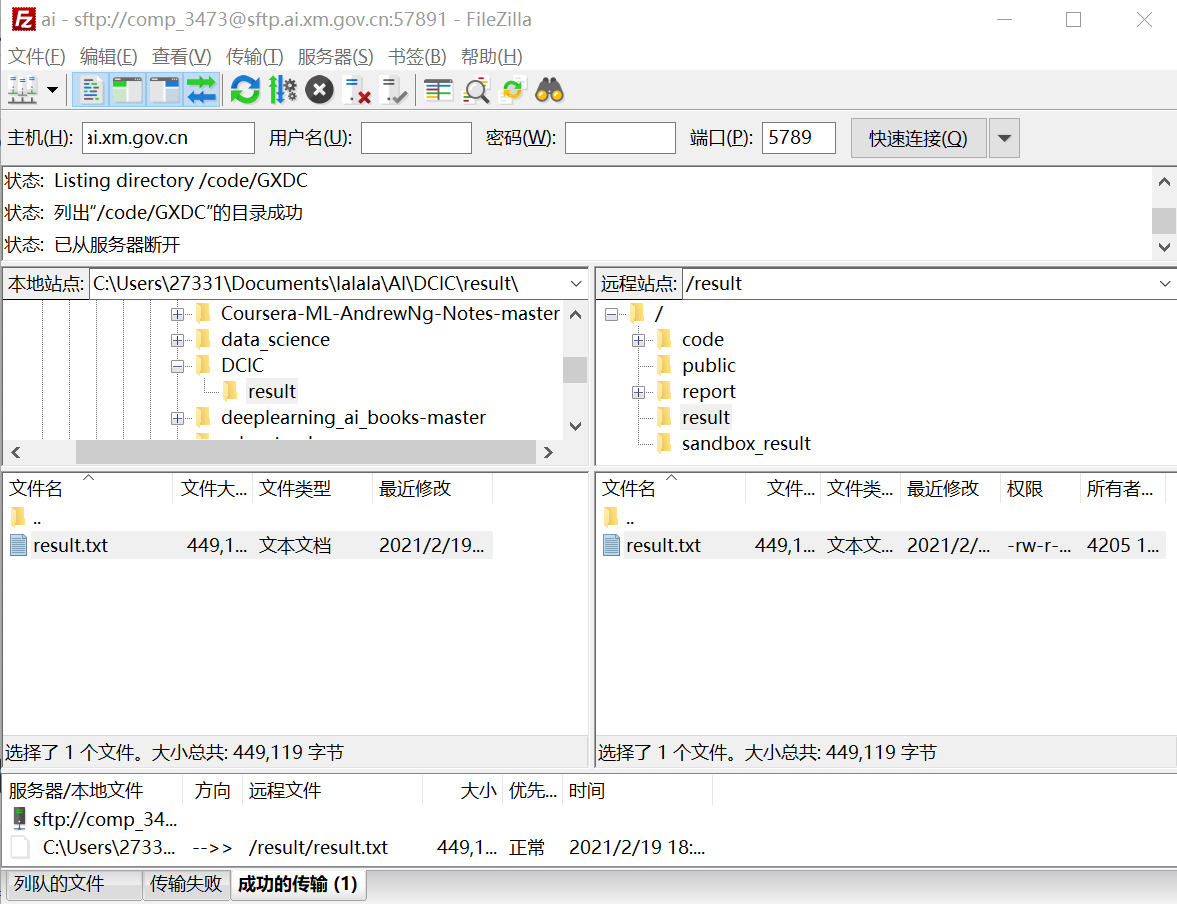 ai - sftp://comp_3473@sftp.ai.xm.gov.cn:57891 - FileZilla
文件(F) 编辑(E) 查看(V) 传输(T) 服务器(S) 书签(B) 帮助(H)
主机(H): ai.xm.gov.cn 用户名(U): 密码(W): 端口(P): 5789 快速连接(Q)
状态: Listing directory /code/GXDC
状态: 列出“/code/GXDC”的目录成功
状态: 已从服务器断开
本地站点: C:\Users\27331\Documents\lalala\AI\DCIC\result\
Coursera-ML-AndrewNg-Notes-master
data_science
DCIC
result
deeplearning_ai_books-master
远程站点: /result
/
code
public
report
result
sandbox_result
文件名 文件大... 文件类型 最近修改
..
result.txt 449,1... 文本文档 2021/2/19...
选择了 1 个文件。大小总共: 449,119 字节
文件名 文件... 文件类... 最近修改 权限 所有者...
..
result.txt 449,1... 文本文... 2021/2/... -rw-r-... 4205 1...
选择了 1 个文件。大小总共: 449,119 字节
服务器/本地文件 方向 远程文件 大小 优先... 时间
sftp://comp_34...
C:\Users\2733... -->> /result/result.txt 449,1... 正常 2021/2/19 18:...
列队的文件 传输失败 成功的传输 (1)